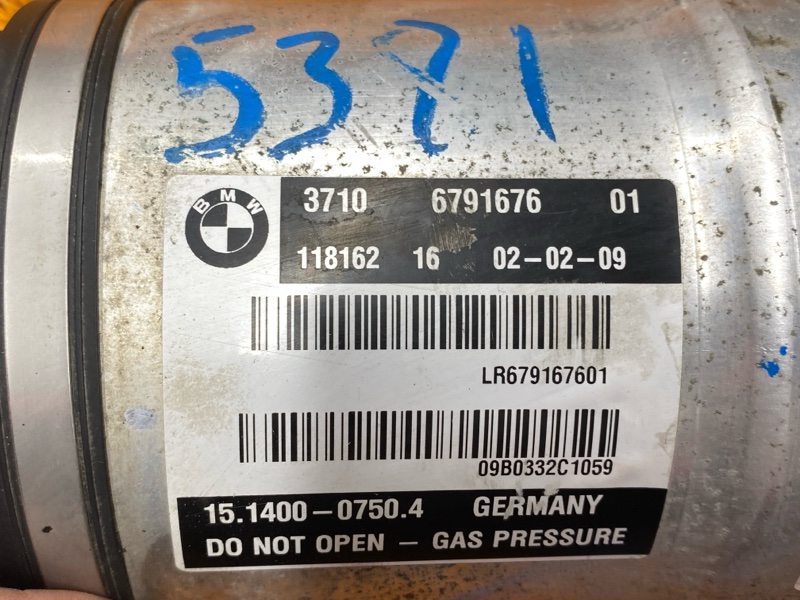 5371
BMW
3710 6791676 01
118162 16 02-02-09
LR679167601
09B0332C1059
15.1400-0750.4 GERMANY
DO NOT OPEN - GAS PRESSURE